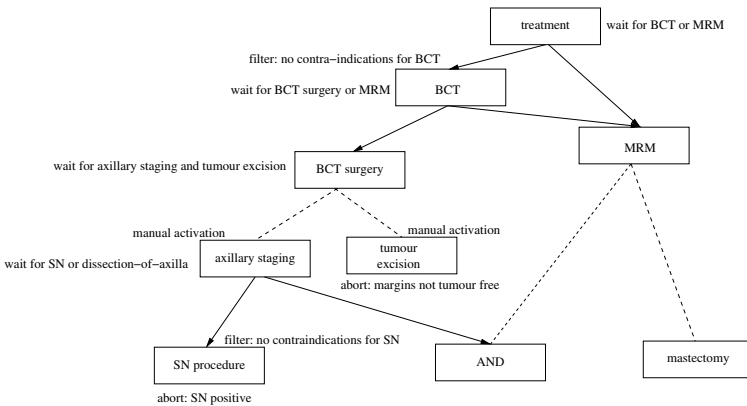 treatment
wait for BCT or MRM
filter: no contra−indications for BCT
wait for BCT surgery or MRM
BCT
MRM
wait for axillary staging and tumour excision
BCT surgery
manual activation
manual activation
wait for SN or dissection−of−axilla
axillary staging
tumour
excision
abort: margins not tumour free
filter: no contraindications for SN
SN procedure
AND
mastectomy
abort: SN positive